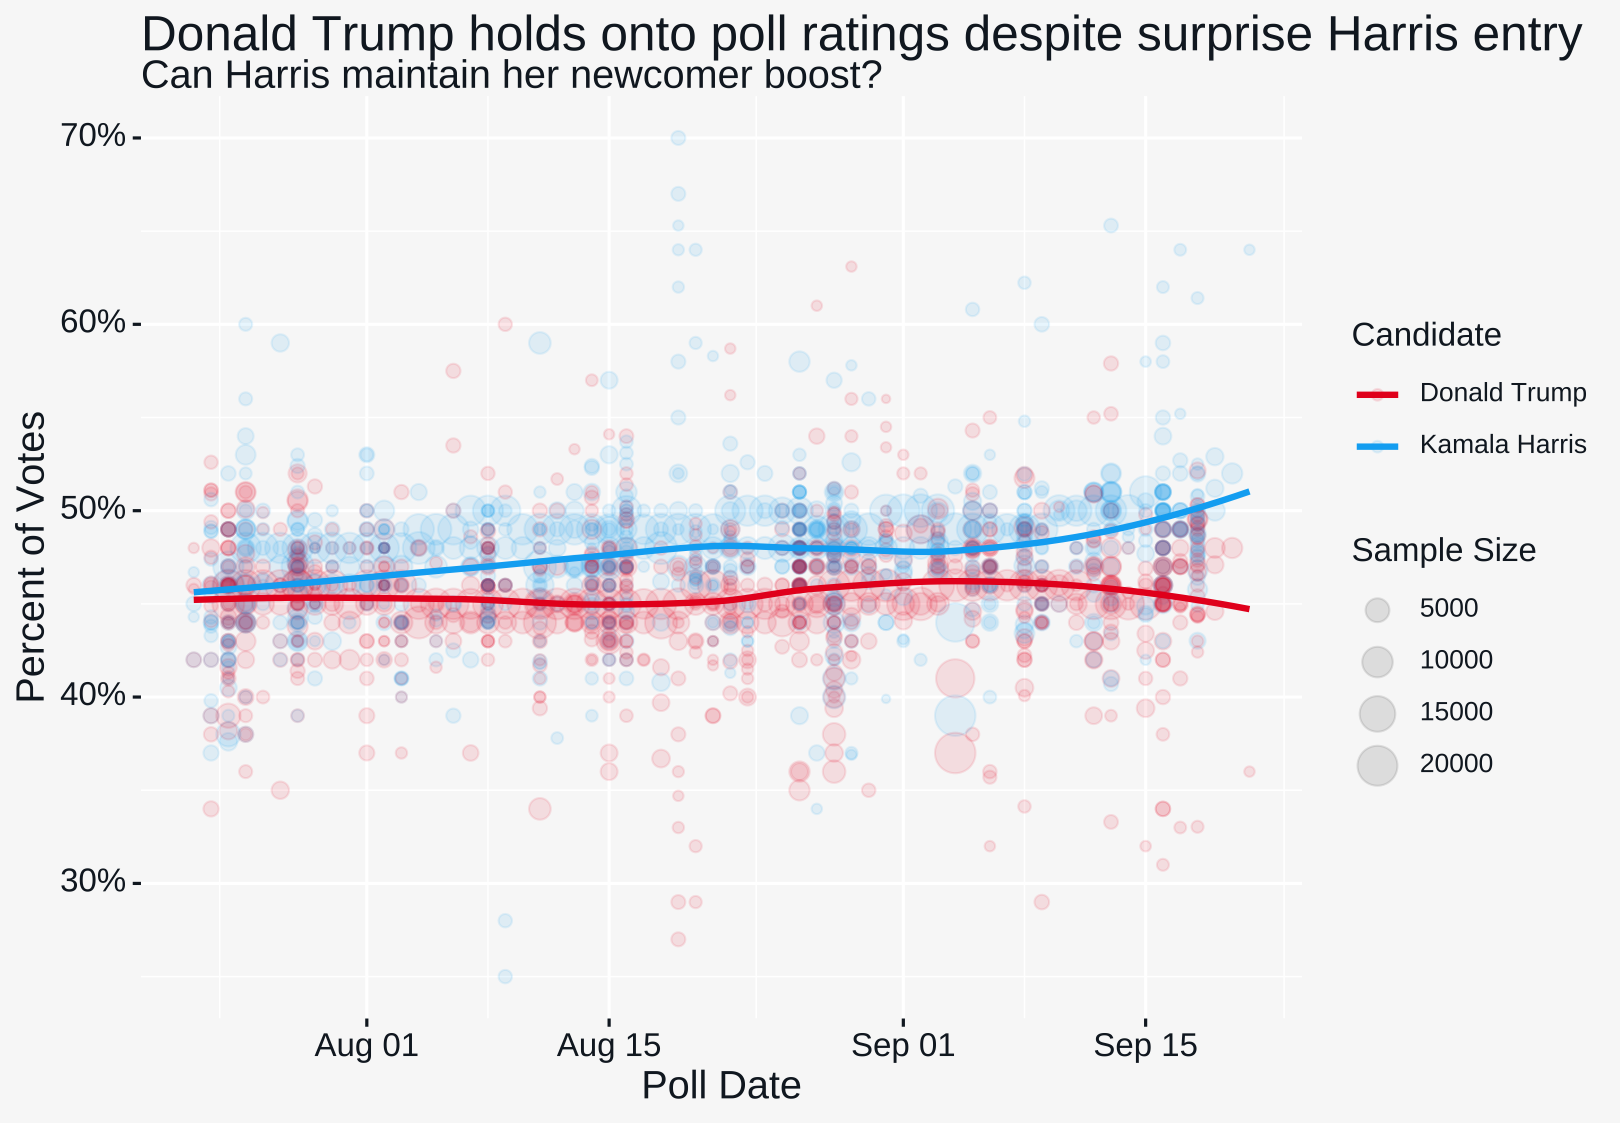 Donald Trump holds onto poll ratings despite surprise Harris entry
Can Harris maintain her newcomer boost?
Percent of Votes
70%
60%
50%
40%
30%
Aug 01
Aug 15
Sep 01
Sep 15
Poll Date
Candidate
Donald Trump
Kamala Harris
Sample Size
5000
10000
15000
20000